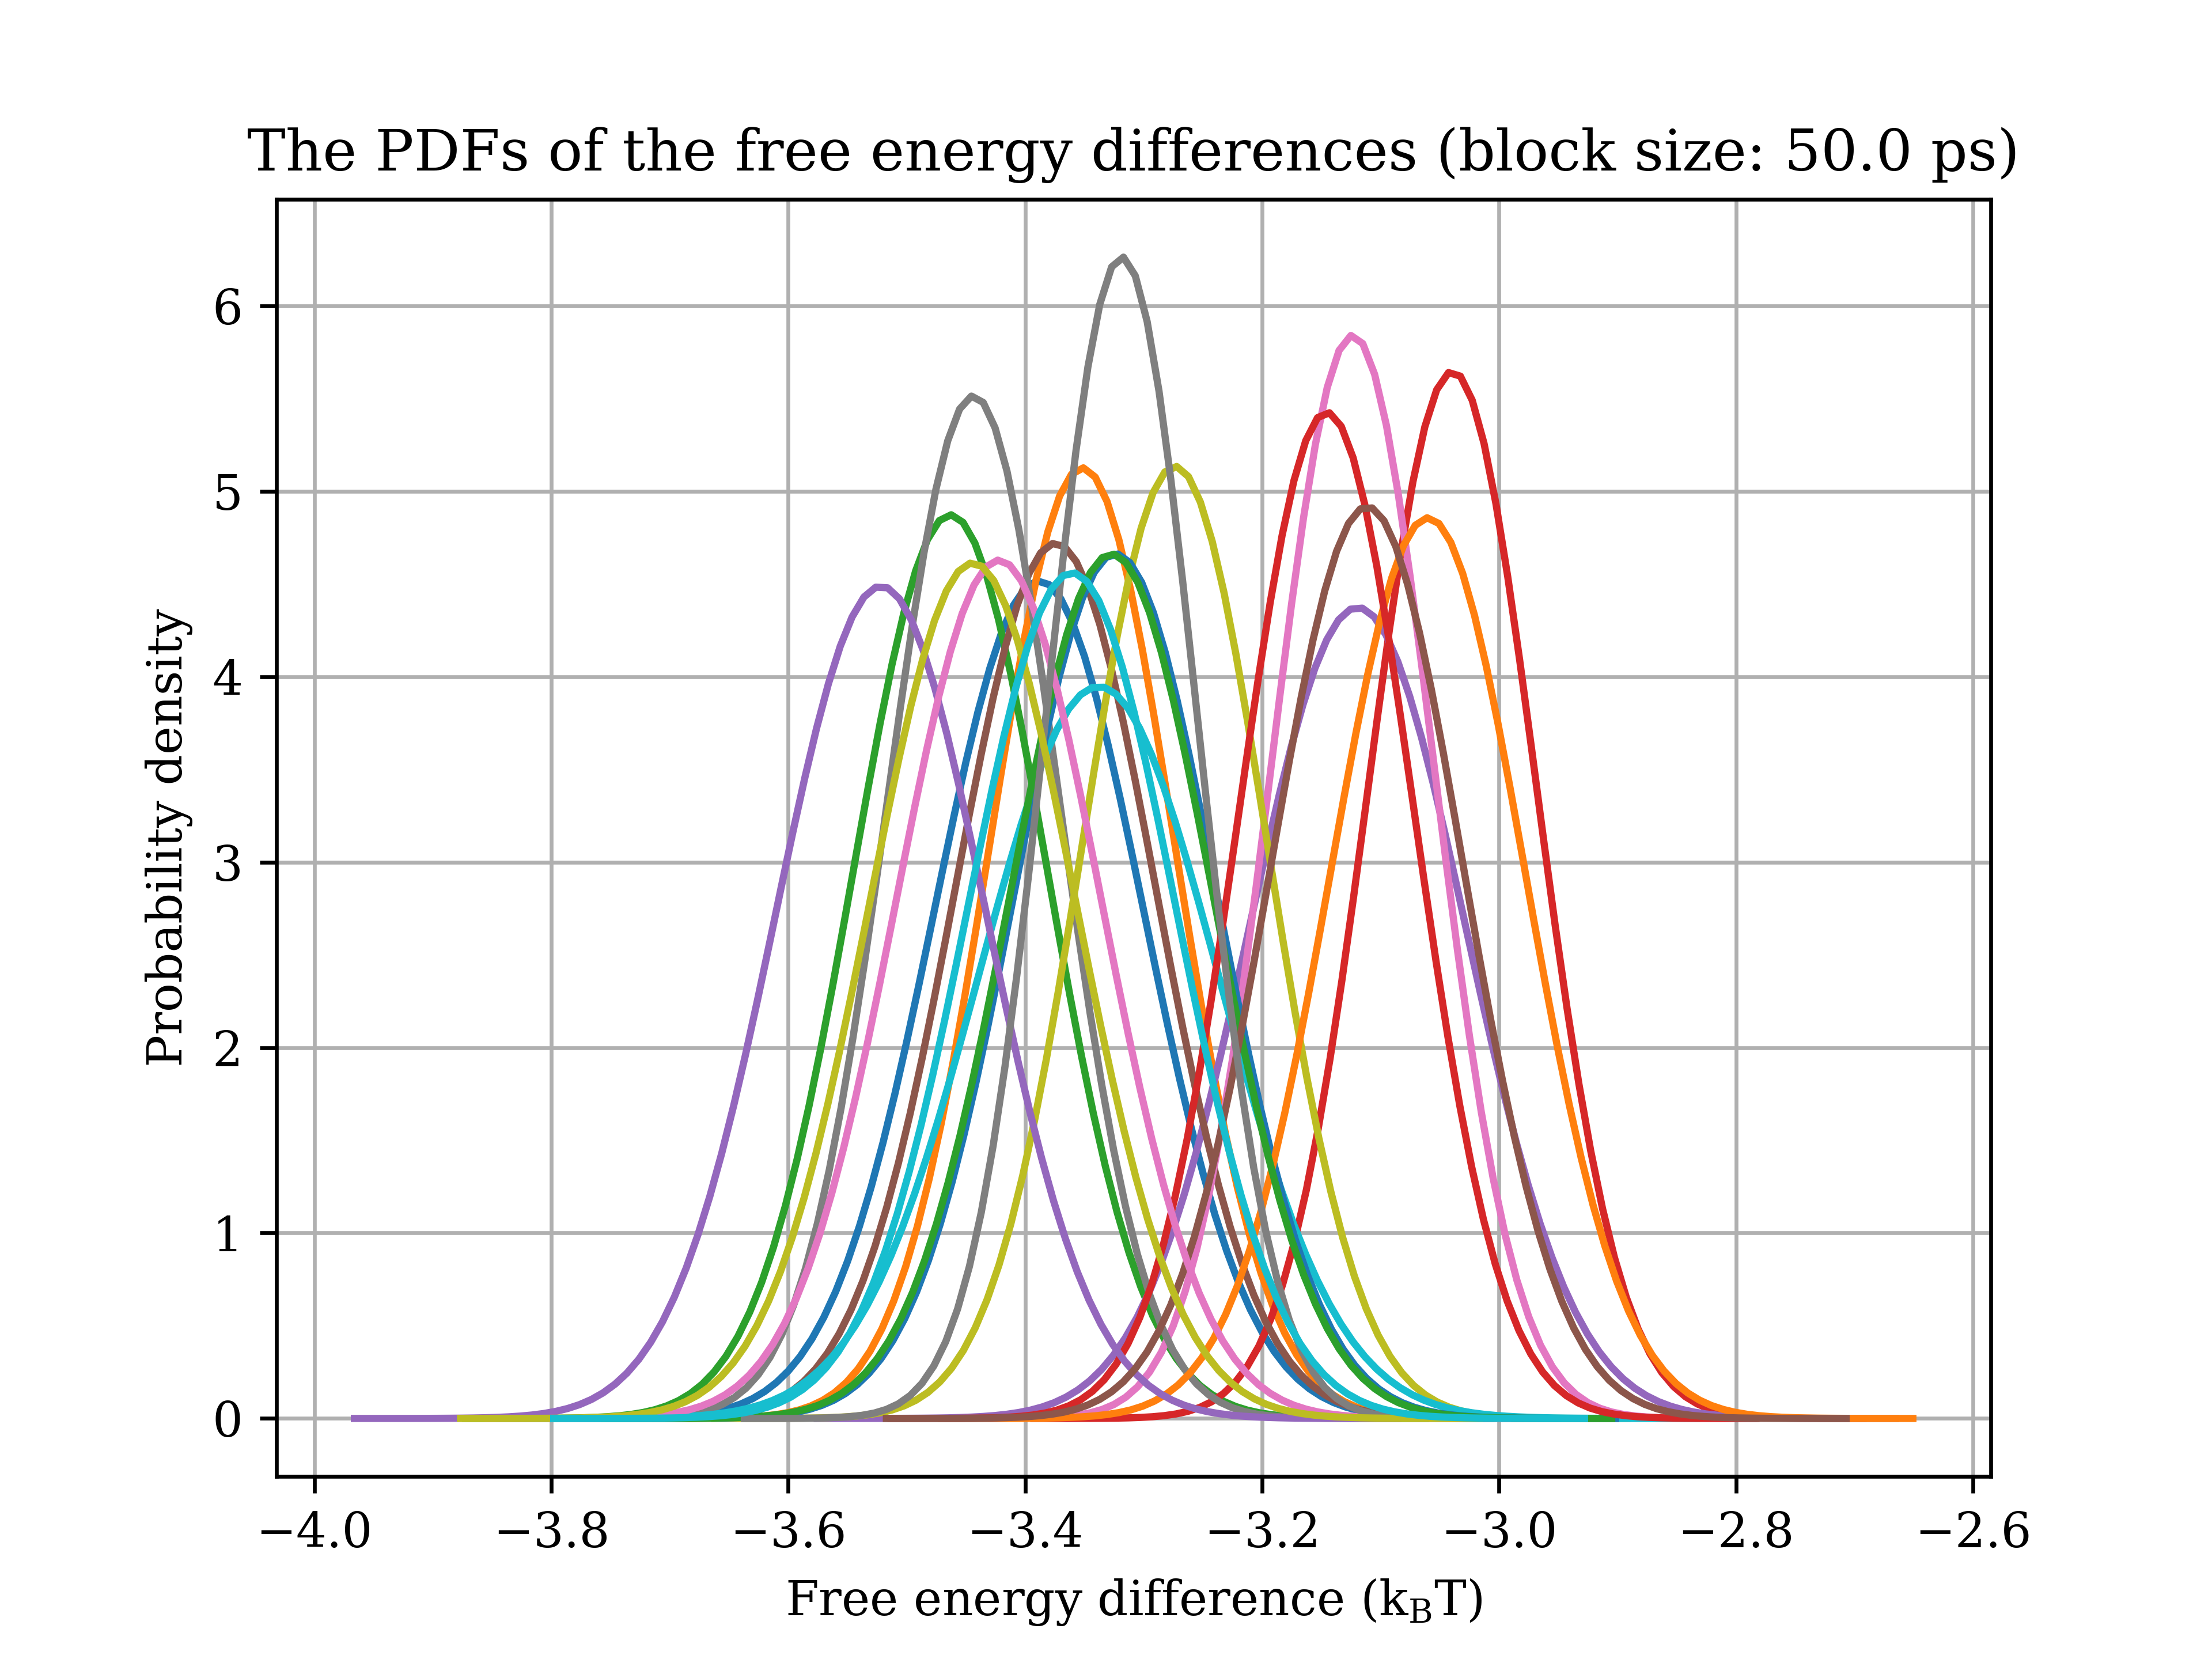 The PDFs of the free energy differences (block size: 50.0 ps)
6
5
4
3
2
1
0
Probability density
−4.0 −3.8 −3.6 −3.4 −3.2 −3.0 −2.8 −2.6
Free energy difference (k_BT)